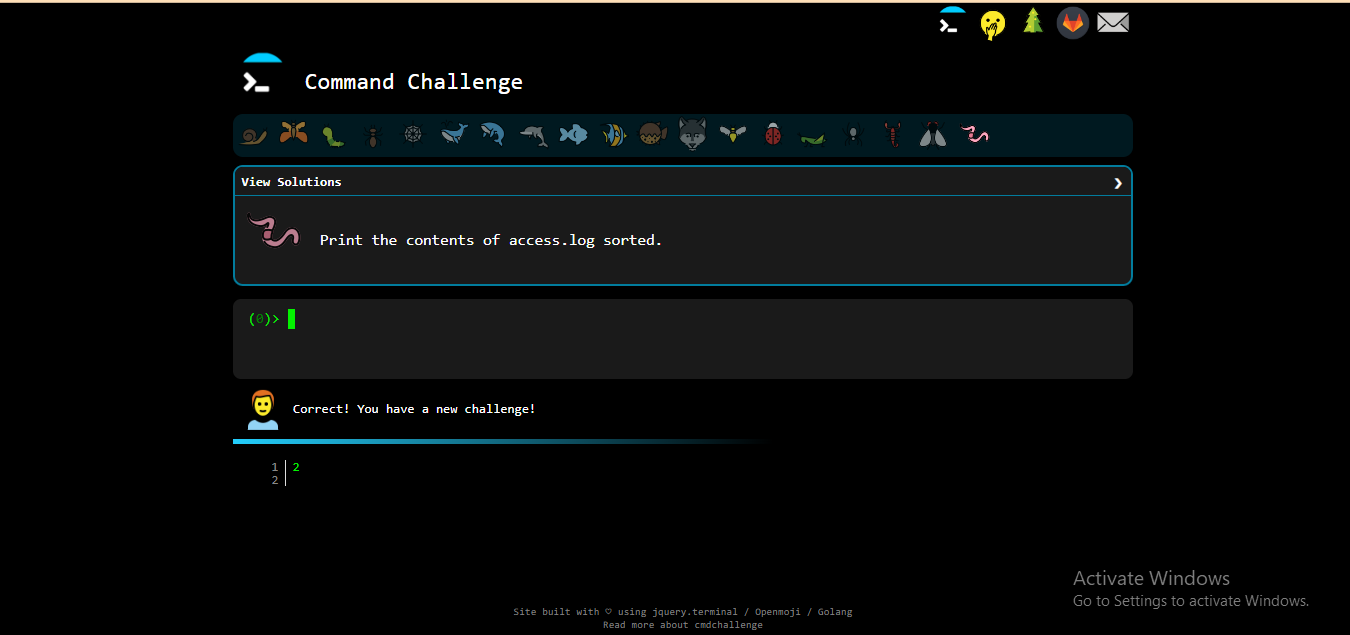 Command Challenge
View Solutions ❯
Print the contents of access.log sorted.
(0)>
Correct! You have a new challenge!
1 2
2
Activate Windows
Go to Settings to activate Windows.
Site built with ♡ using jquery.terminal / Openmoji / Golang
Read more about cmdchallenge